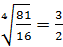 ⁴√(81/16) = 3/2